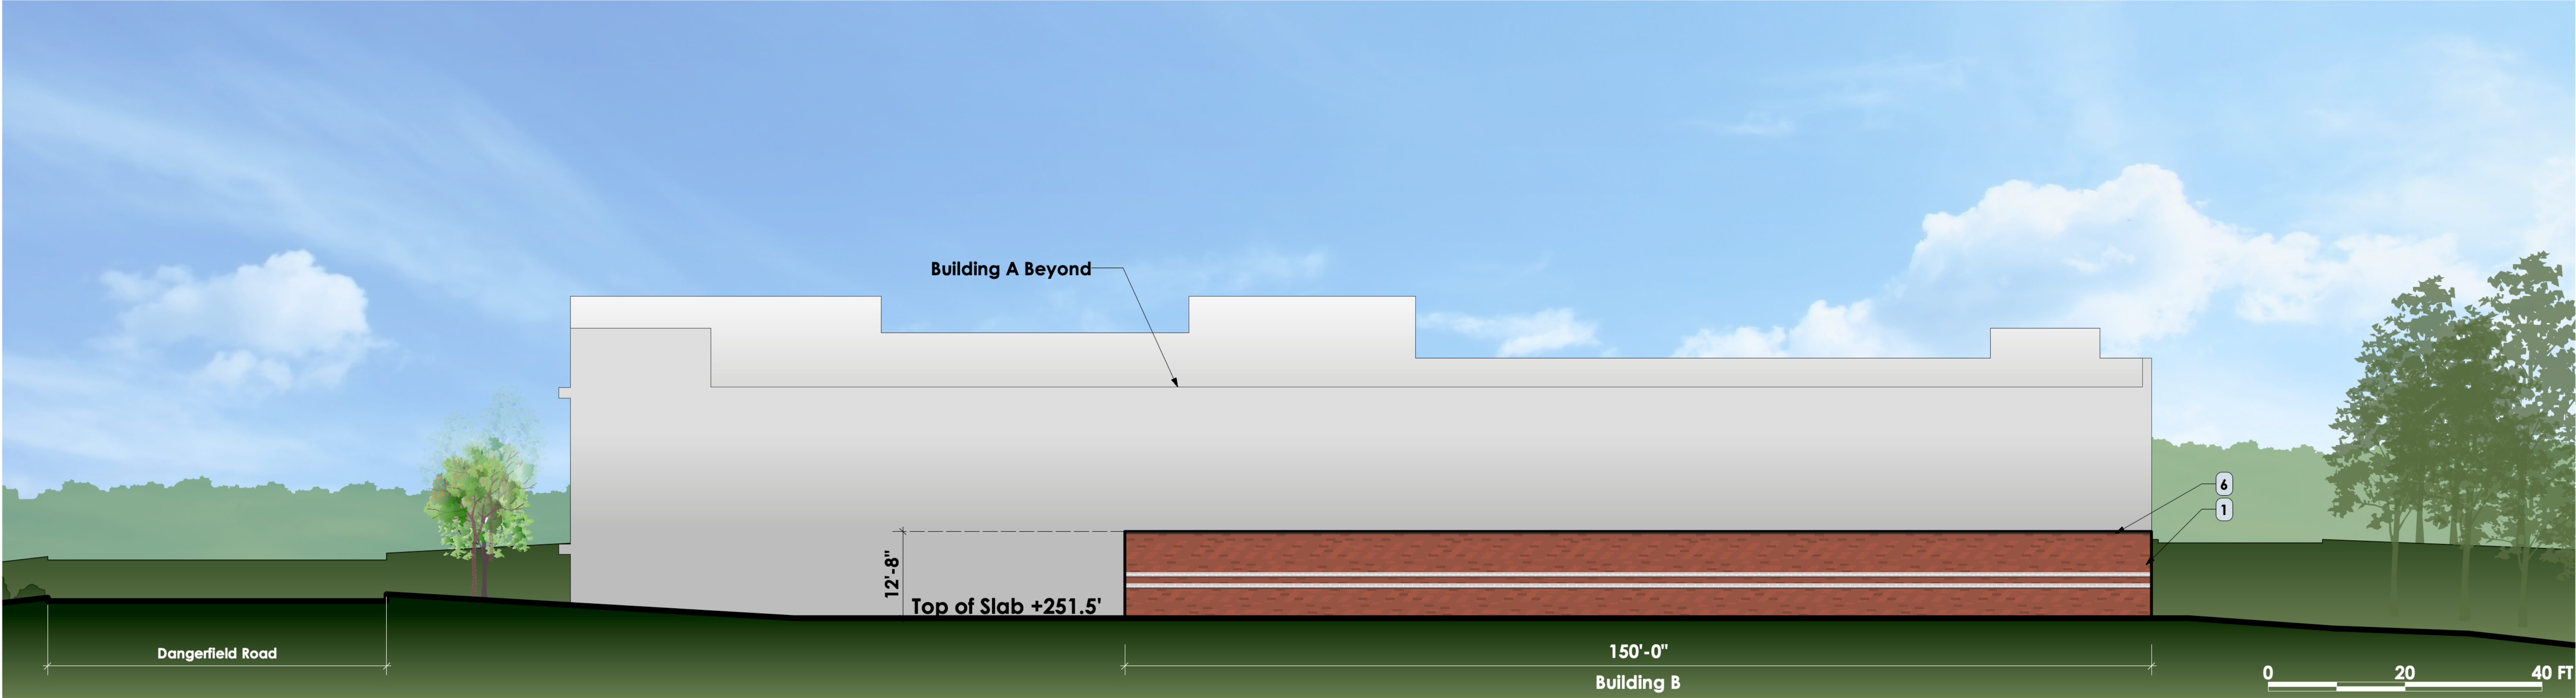 Building A Beyond
6
1
12'-8"
Top of Slab +251.5'
Dangerfield Road
150'-0"
Building B
0 20 40 FT